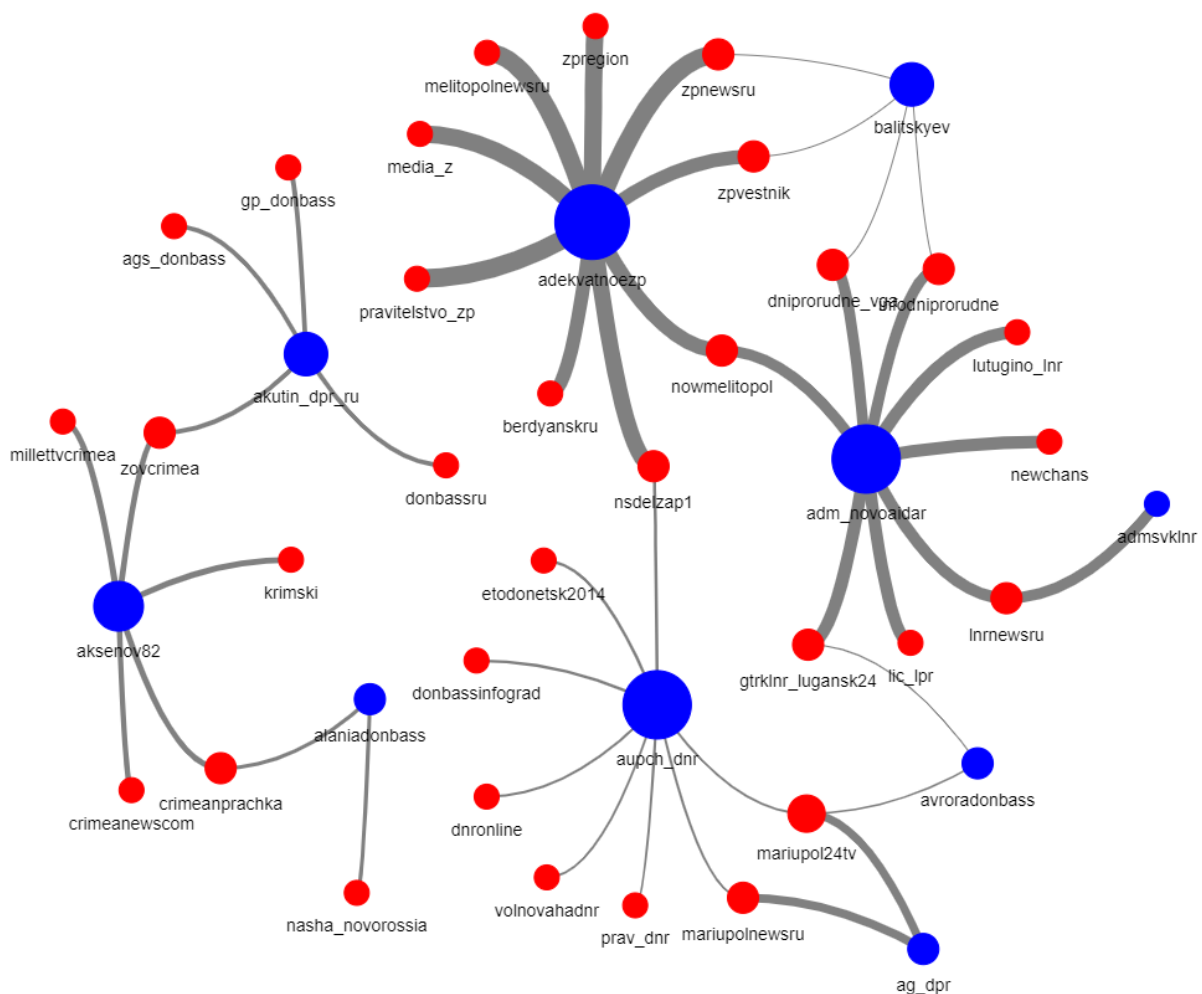 zpregion
melitopolnewsru
zpnewsru
balitskyev
media_z
zpvestnik
gp_donbass
ags_donbass
adekvatnoezp
pravitelstvo_zp
dniprorudne_vga
infodniprorudne
lutugino_lnr
nowmelitopol
akutin_dpr_ru
berdyanskru
millettvcrimea
zovcrimea
newchans
donbassru
nsdelzap1
adm_novoaidar
admsvklnr
etodonetsk2014
krimski
lnrnewsru
aksenov82
gtrklnr_lugansk24
lic_lpr
donbassinfograd
alaniadonbass
aupch_dnr
avroradonbass
crimeanprachka
crimeanewscom
dnronline
mariupol24tv
volnovahadnr
nasha_novorossia
prav_dnr
mariupolnewsru
ag_dpr